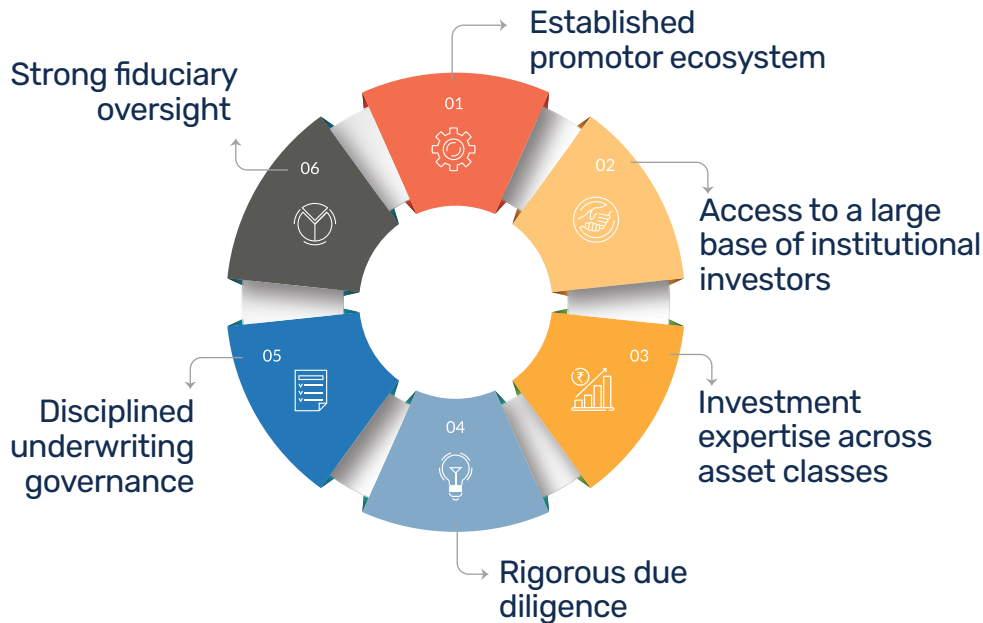 01
Established
promotor ecosystem
02
Access to a large
base of institutional
investors
03
₹
Investment
expertise across
asset classes
04
Rigorous due
diligence
05
Disciplined
underwriting
governance
06
Strong fiduciary
oversight